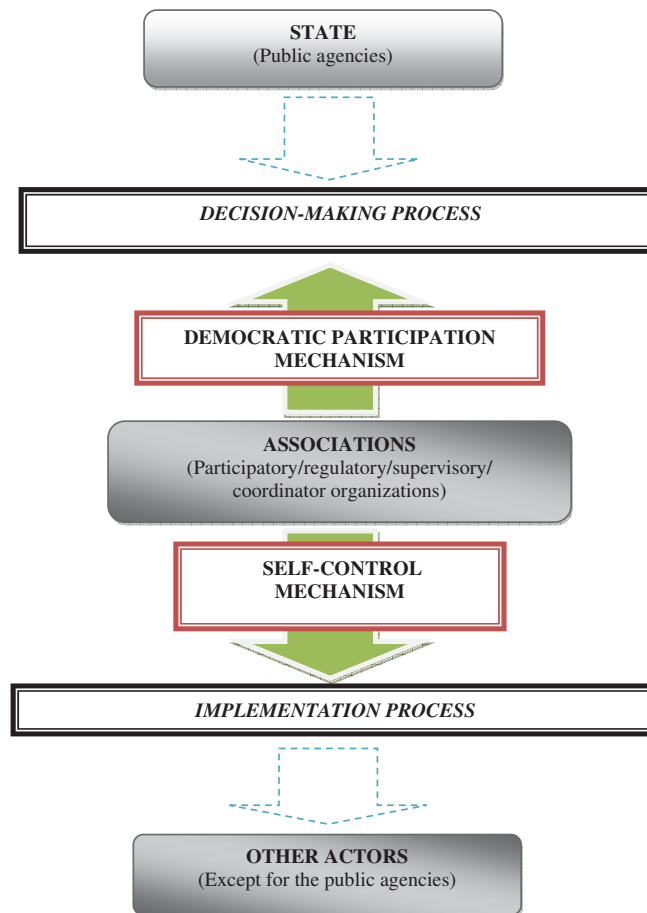 STATE
(Public agencies)
DECISION-MAKING PROCESS
DEMOCRATIC PARTICIPATION
MECHANISM
ASSOCIATIONS
(Participatory/regulatory/supervisory/
coordinator organizations)
SELF-CONTROL
MECHANISM
IMPLEMENTATION PROCESS
OTHER ACTORS
(Except for the public agencies)